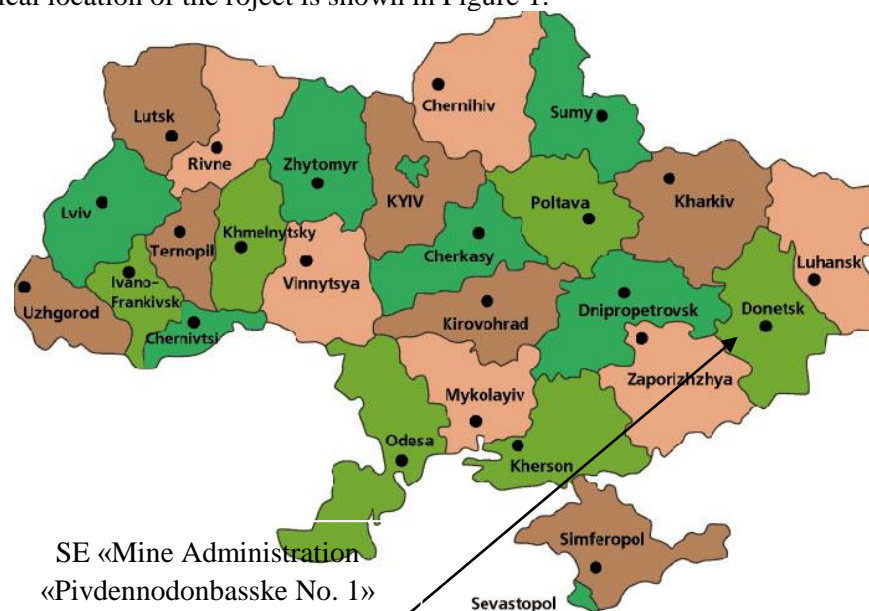 ical location of the roject is shown in Figure 1.
Chernihiv
Sumy
Lutsk
Rivne
Zhytomyr
KYIV
Poltava
Kharkiv
Lviv
Khmelnytsky
Ternopil
Cherkasy
Luhansk
Ivano-
Frankivsk
Vinnytsya
Uzhgorod
Kirovohrad
Dnipropetrovsk
Donetsk
Chernivtsi
Zaporizhzhya
Mykolayiv
Odesa
Kherson
Simferopol
SE «Mine Administration
«Pivdennodonbasske No. 1»
Sevastopol